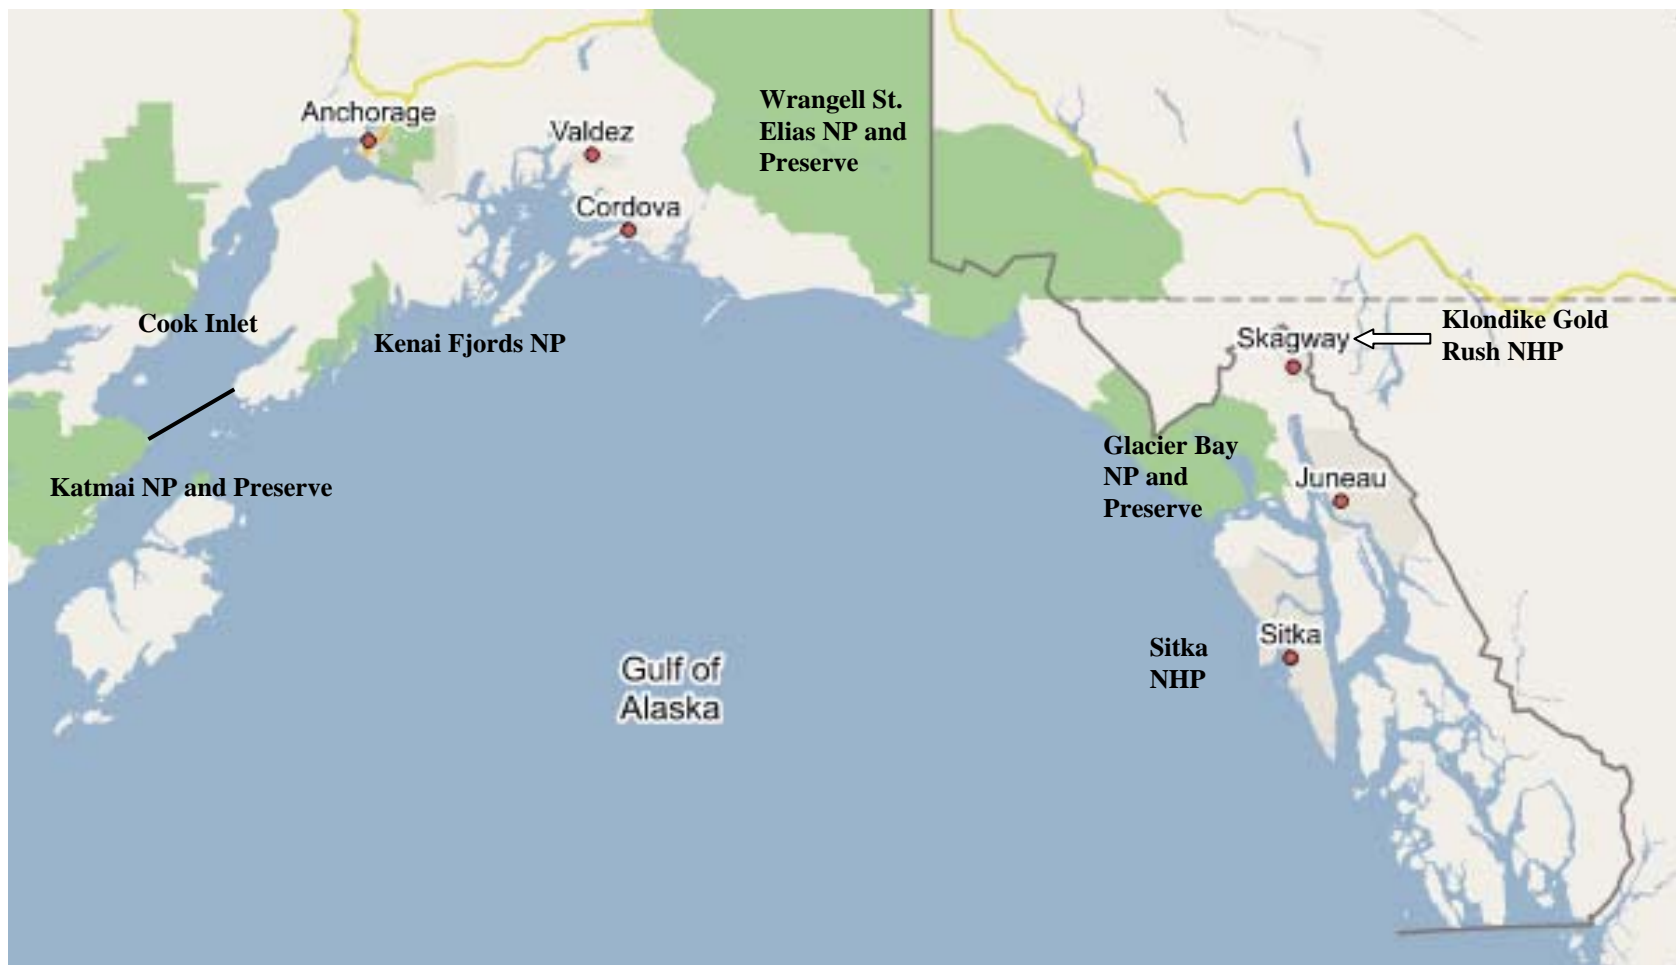 Wrangell St.
Elias NP and
Preserve
Anchorage
Valdez
Cordova
Cook Inlet
Kenai Fjords NP
Skagway
Klondike Gold
Rush NHP
Glacier Bay
NP and
Preserve
Juneau
Katmai NP and Preserve
Sitka
Sitka
NHP
Gulf of
Alaska